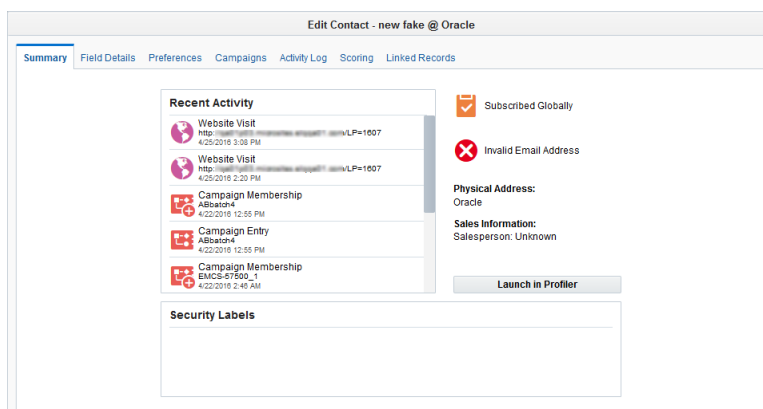 Edit Contact - new fake @ Oracle
Summary Field Details Preferences Campaigns Activity Log Scoring Linked Records
Recent Activity
Website Visit
http: /LP=1607
4/25/2016 3:08 PM
Website Visit
http: /LP=1607
4/25/2016 2:20 PM
Campaign Membership
ABbatch4
4/22/2016 12:55 PM
Campaign Entry
ABbatch4
4/22/2016 12:55 PM
Campaign Membership
EMCS-57500_1
4/22/2016 2:46 AM
Subscribed Globally
Invalid Email Address
Physical Address:
Oracle
Sales Information:
Salesperson: Unknown
Launch in Profiler
Security Labels